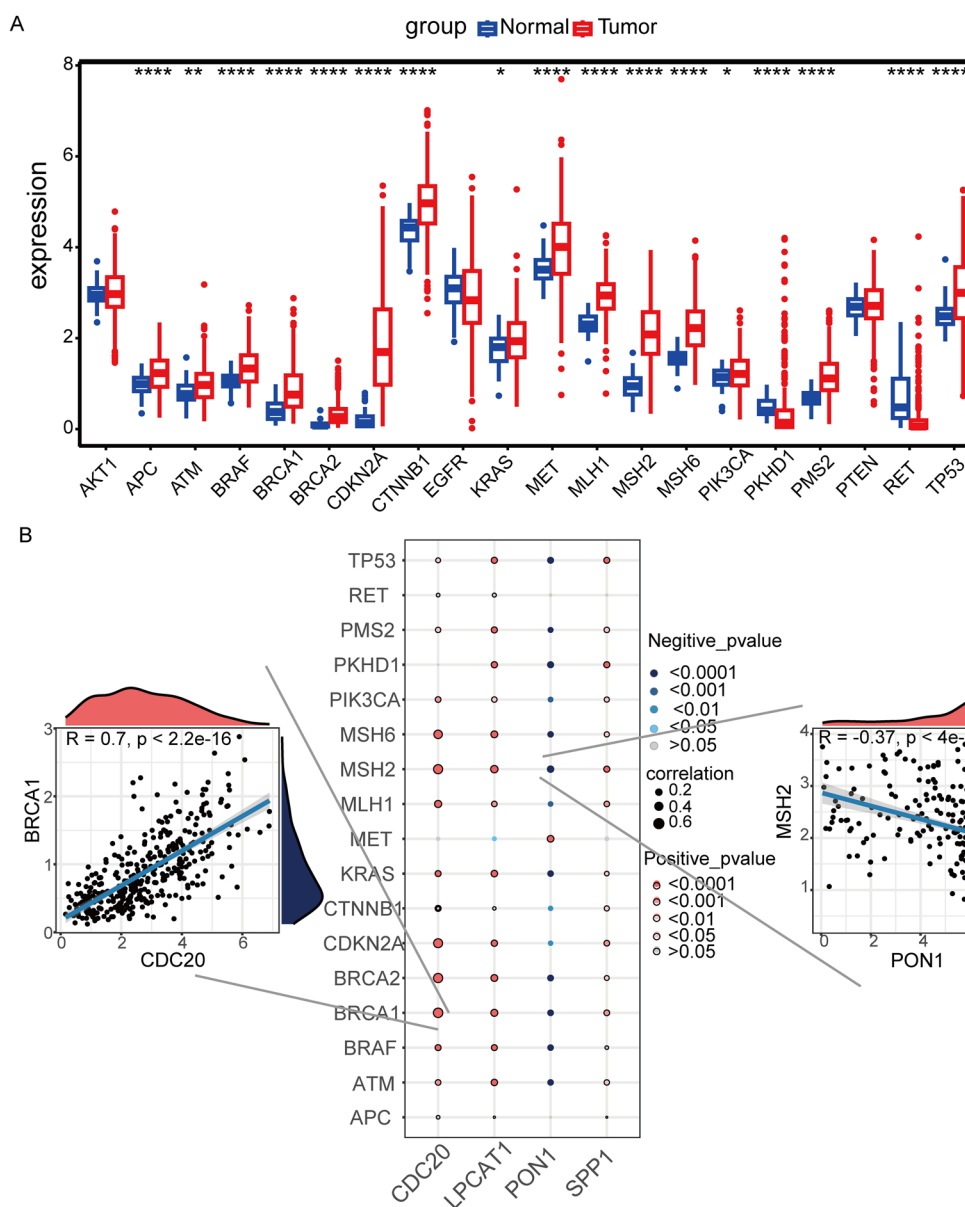 A
group Normal Tumor
expression
8
6
4
2
0
**** ** **** **** **** **** **** * **** **** **** **** * **** **** **** ****
AKT1 APC ATM BRAF BRCA1 BRCA2 CDKN2A CTNNB1 EGFR KRAS MET MLH1 MSH2 MSH6 PIK3CA PKHD1 PMS2 PTEN RET TP53
B
TP53
RET
PMS2
PKHD1
PIK3CA
MSH6
MSH2
MLH1
MET
KRAS
CTNNB1
CDKN2A
BRCA2
BRCA1
BRAF
ATM
APC
CDC20 LPCAT1 PON1 SPP1
R = 0.7, p < 2.2e-16
BRCA1
3
2
1
0
0 2 4 6
CDC20
Negitive_pvalue
<0.0001
<0.001
<0.01
<0.05
>0.05
correlation
0.2
0.4
0.6
Positive_pvalue
<0.0001
<0.001
<0.01
<0.05
>0.05
R = -0.37, p < 4e-
MSH2
4
3
2
1
0 2 4
PON1